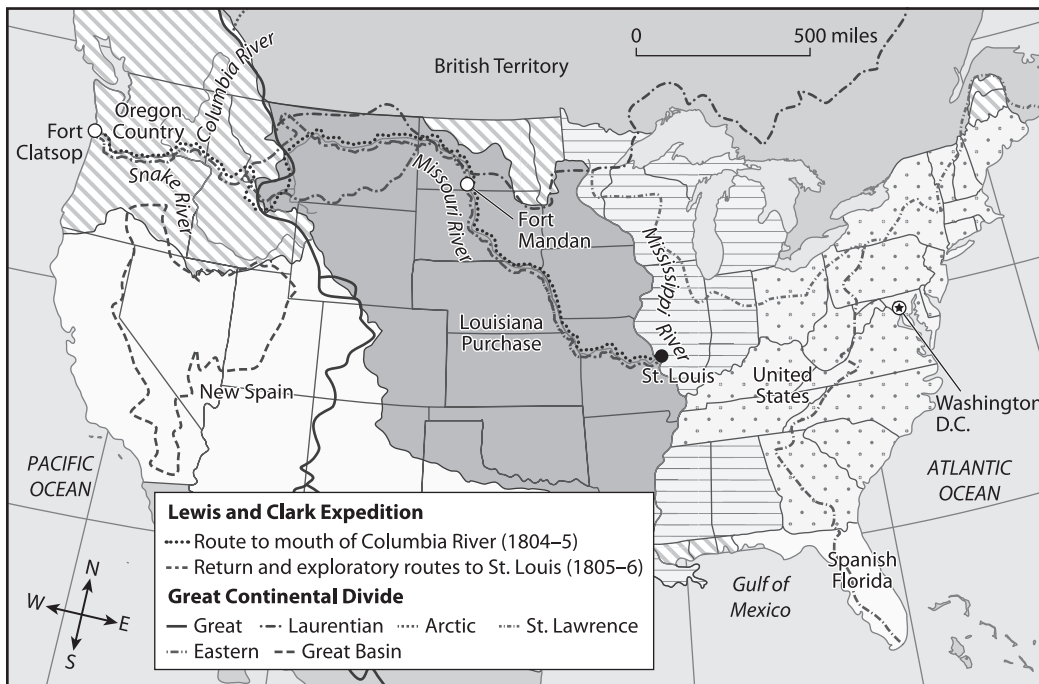 0 500 miles
British Territory
Columbia River
Oregon
Country
Fort
Clatsop
Snake River
Missouri River
Fort
Mandan
Mississippi River
Louisiana
Purchase
St. Louis
United
States
Washington
D.C.
New Spain
PACIFIC
OCEAN
ATLANTIC
OCEAN
Spanish
Florida
Gulf of
Mexico
N
W
E
S
Lewis and Clark Expedition
Route to mouth of Columbia River (1804–5)
Return and exploratory routes to St. Louis (1805–6)
Great Continental Divide
Great Laurentian Arctic St. Lawrence
Eastern Great Basin